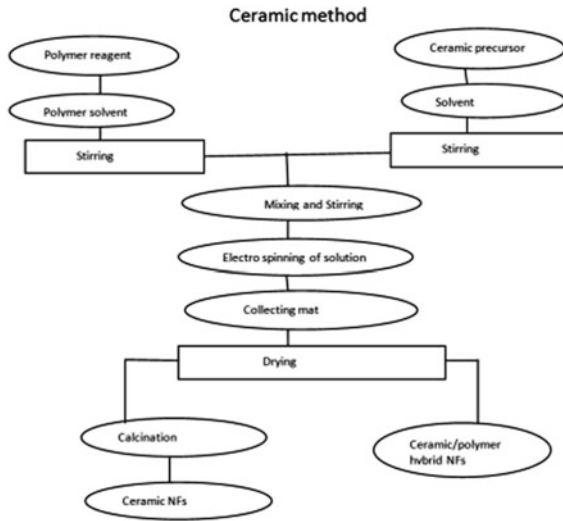 Ceramic method
Polymer reagent
Ceramic precursor
Polymer solvent
Solvent
Stirring
Stirring
Mixing and Stirring
Electro spinning of solution
Collecting mat
Drying
Calcination
Ceramic/polymer
hybrid NFs
Ceramic NFs